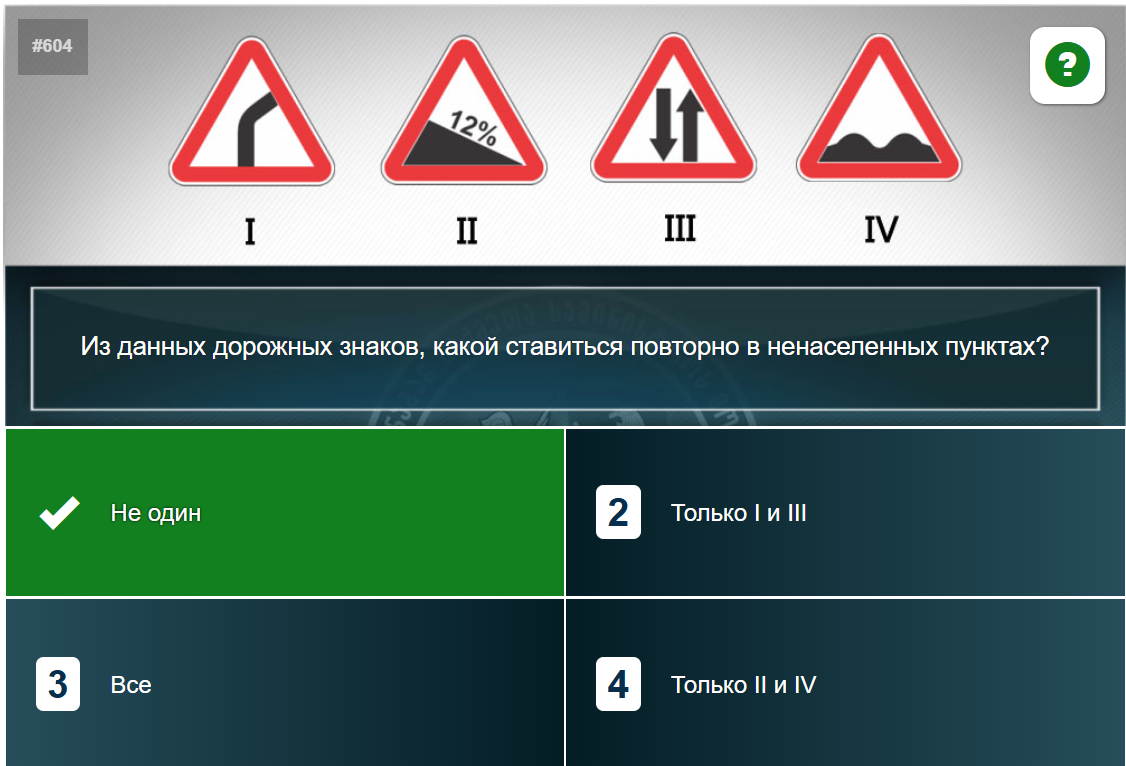 #604
?
12%
I II III IV
Из данных дорожных знаков, какой ставиться повторно в ненаселенных пунктах?
Не один
2 Только I и III
3 Все
4 Только II и IV